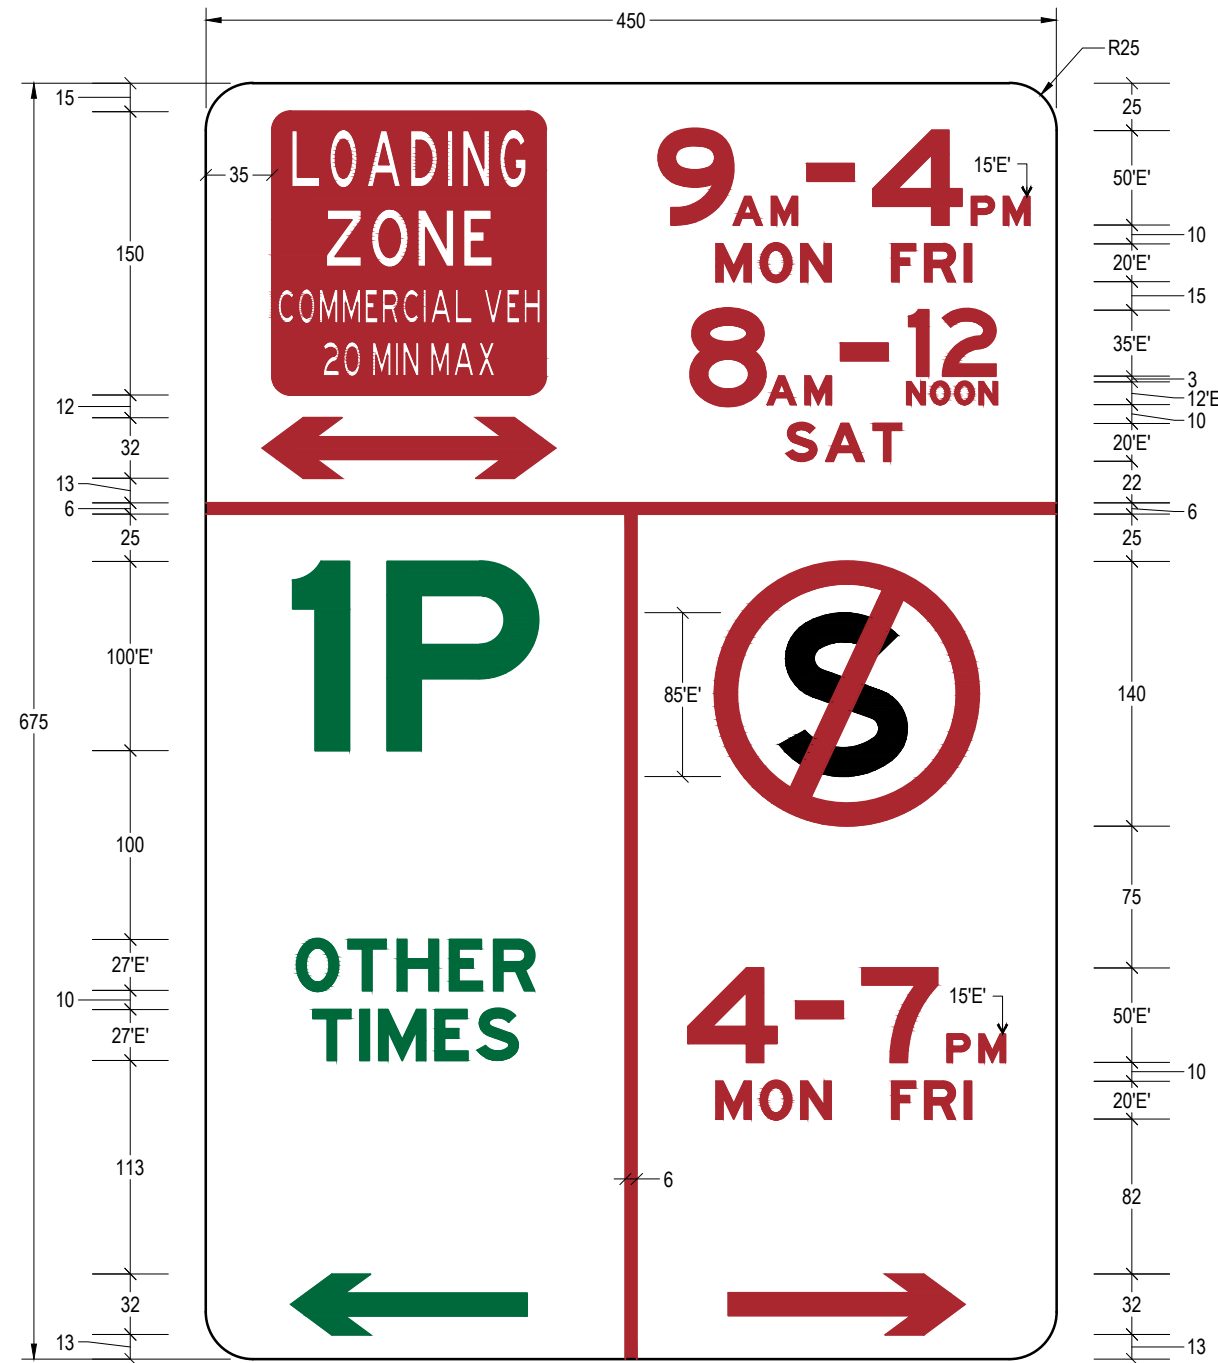 450
R25
15
35
150
12
32
13
6
25
100'E'
100
27'E'
10
27'E'
113
32
13
675
LOADING
ZONE
COMMERCIAL VEH
20 MIN MAX
9AM-4PM
15'E'
MON FRI
8AM-12
NOON
SAT
1P
OTHER
TIMES
S
85'E'
4-7PM
15'E'
MON FRI
6
25
50'E'
10
20'E'
15
35'E'
3
12'E
10
20'E'
22
6
25
140
75
50'E'
10
20'E'
82
32
13